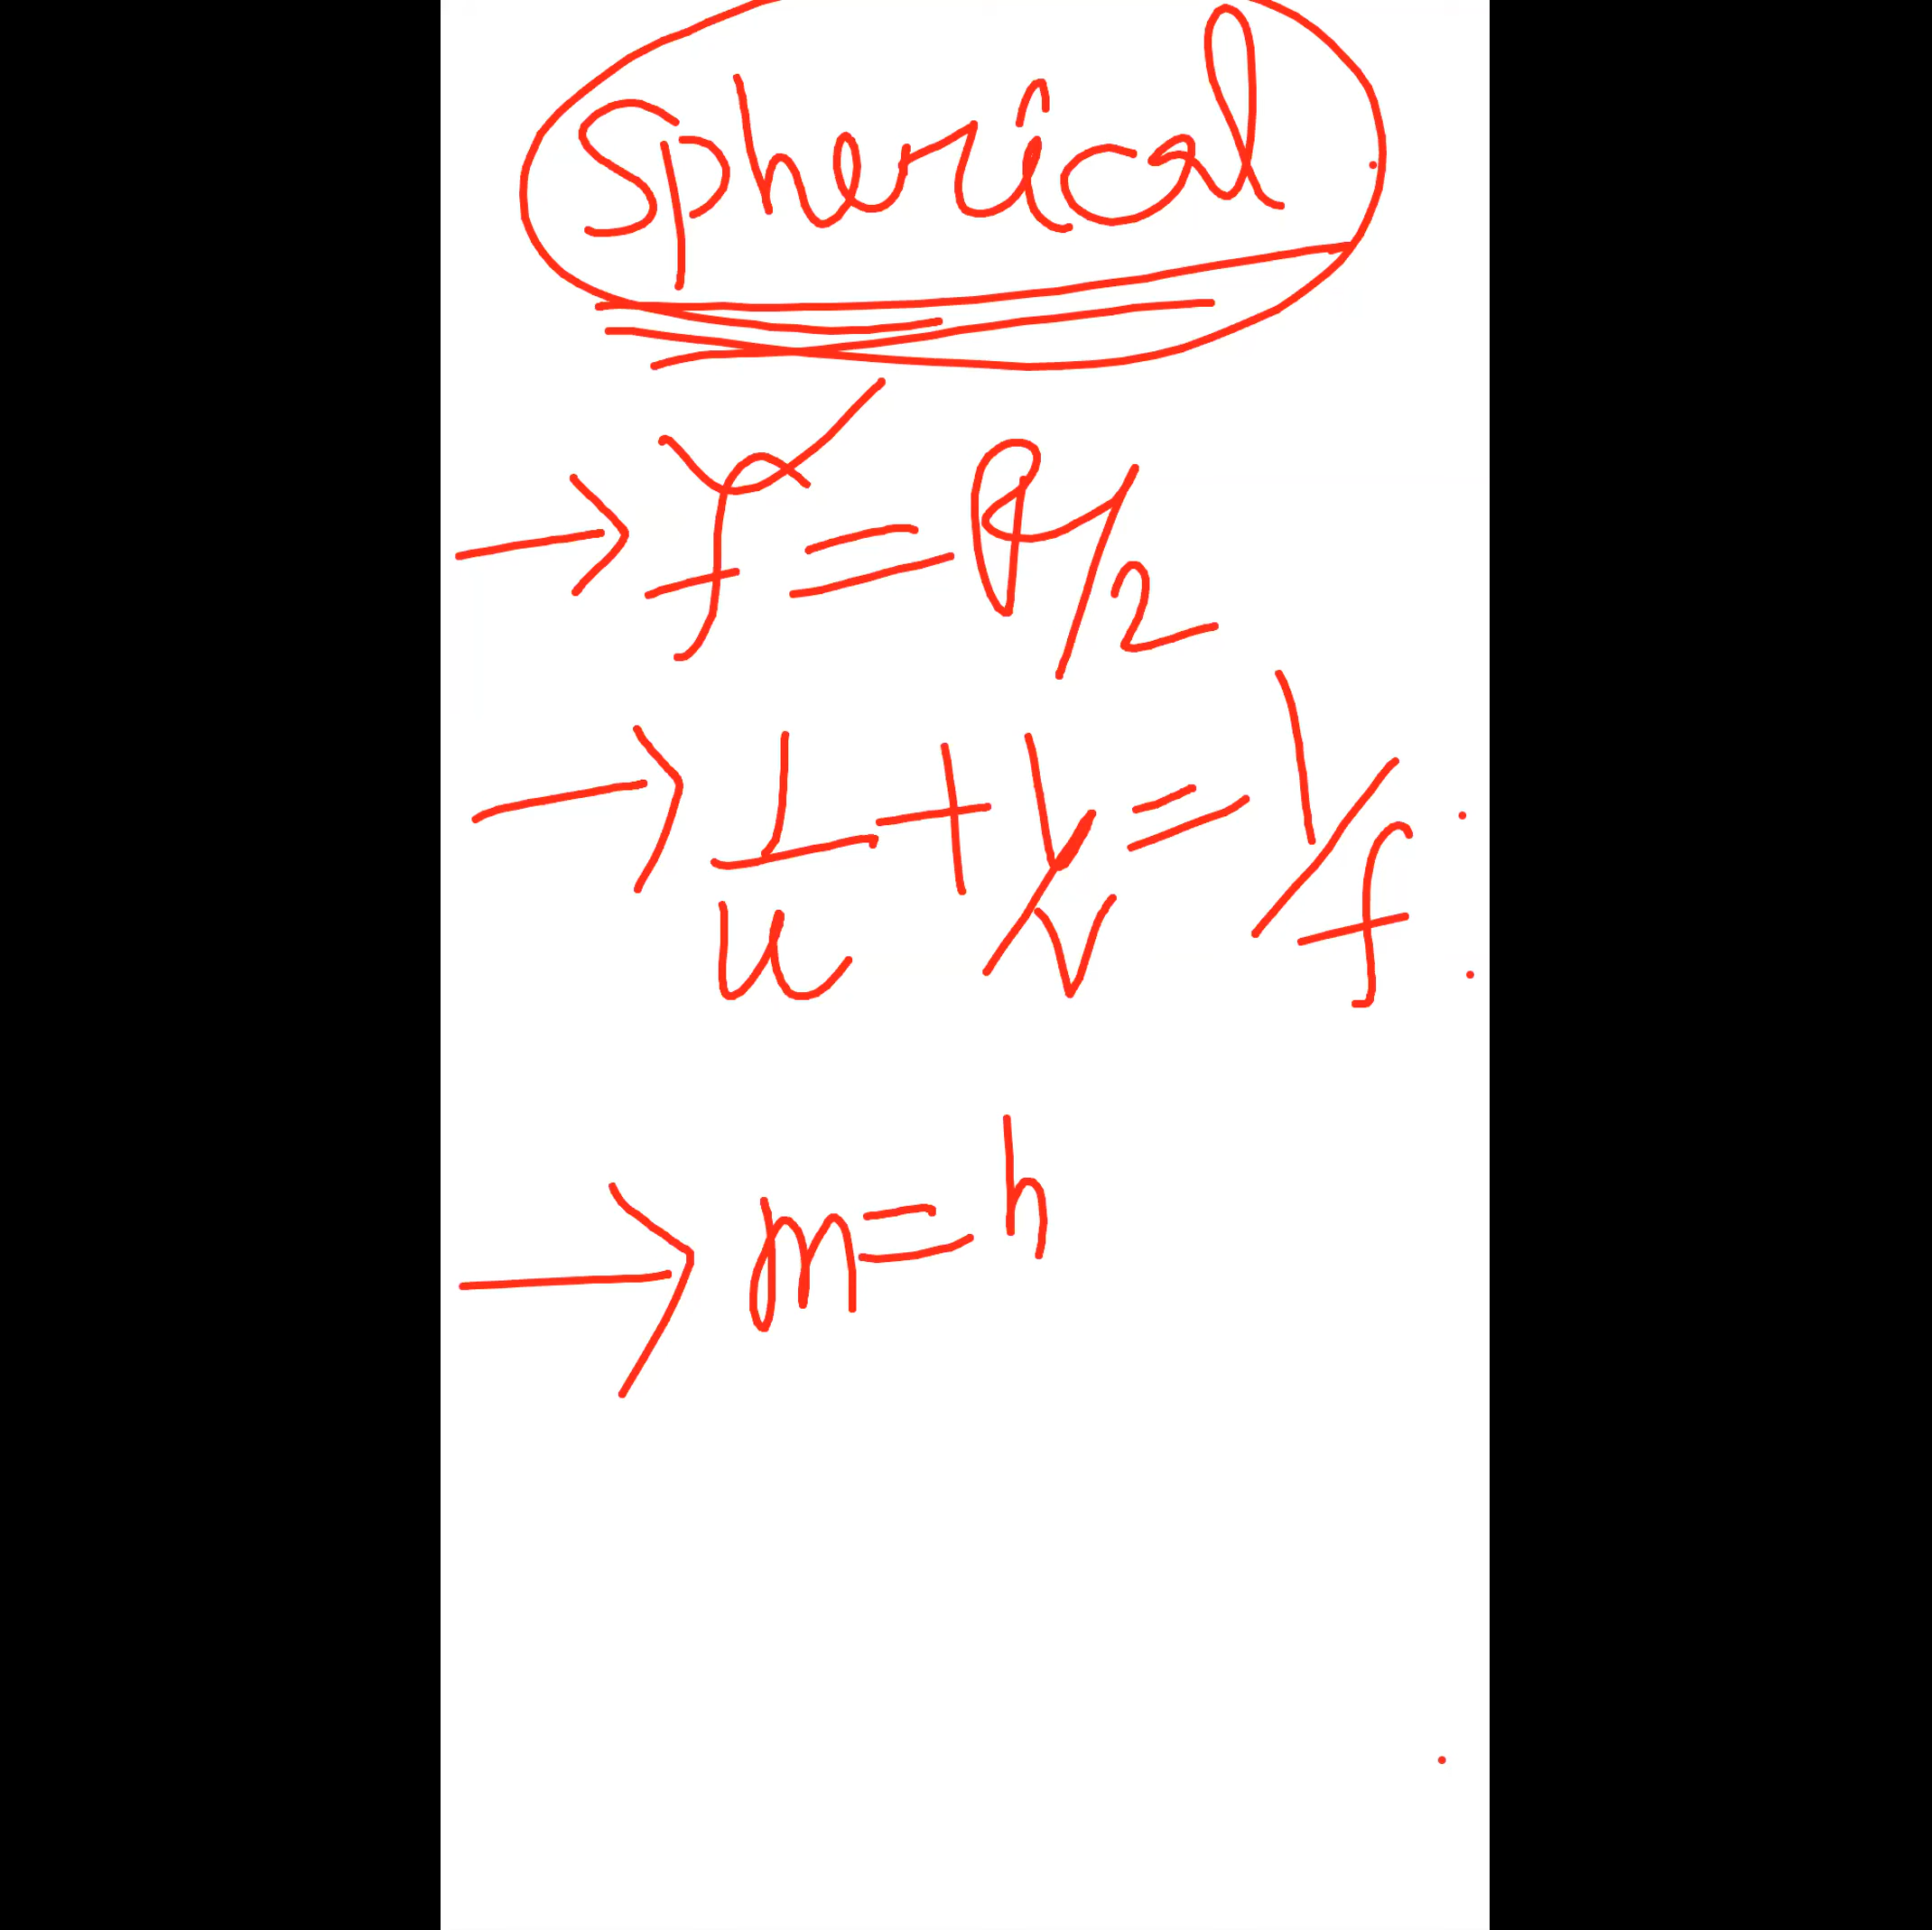 Spherical
→ f = R/2
→ 1/u + 1/v = 1/f
→ m = h